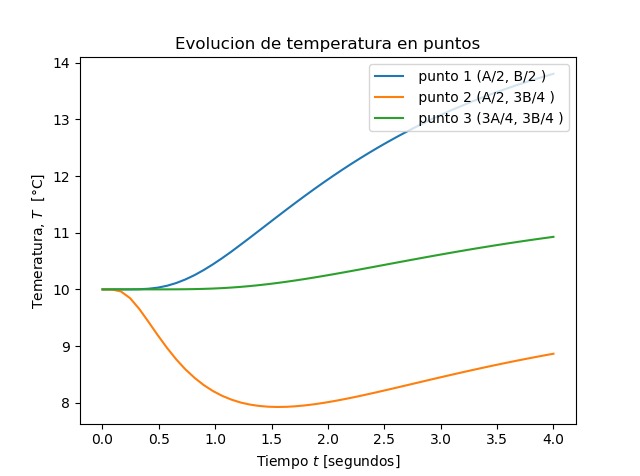 Evolucion de temperatura en puntos
punto 1 (A/2, B/2 )
punto 2 (A/2, 3B/4 )
punto 3 (3A/4, 3B/4 )
Temeratura, T [°C]
14
13
12
11
10
9
8
0.0 0.5 1.0 1.5 2.0 2.5 3.0 3.5 4.0
Tiempo t [segundos]